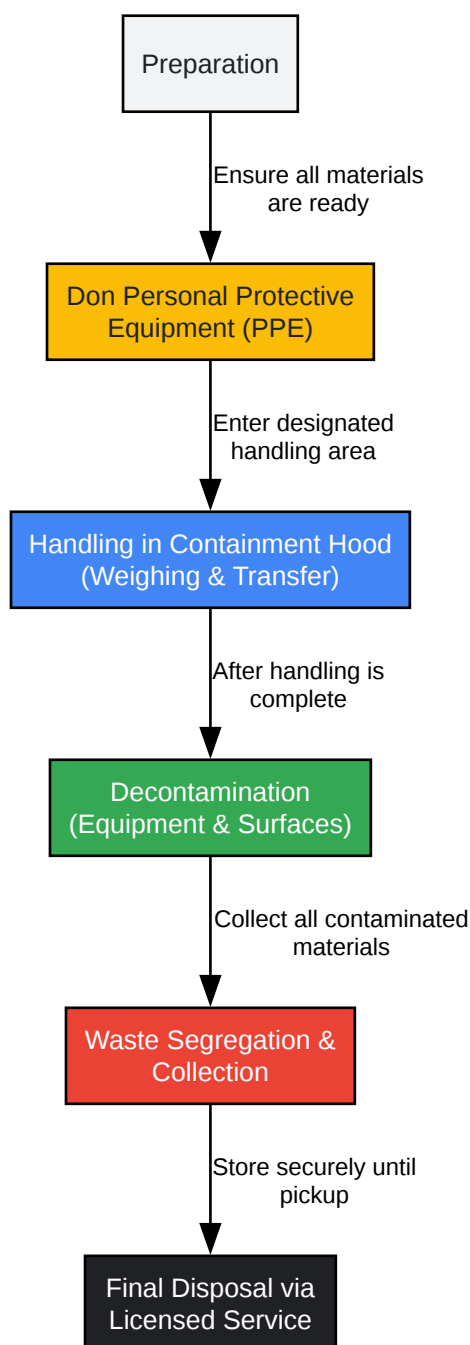 Preparation
Ensure all materials
are ready
Don Personal Protective
Equipment (PPE)
Enter designated
handling area
Handling in Containment Hood
(Weighing & Transfer)
After handling is
complete
Decontamination
(Equipment & Surfaces)
Collect all contaminated
materials
Waste Segregation &
Collection
Store securely until
pickup
Final Disposal via
Licensed Service